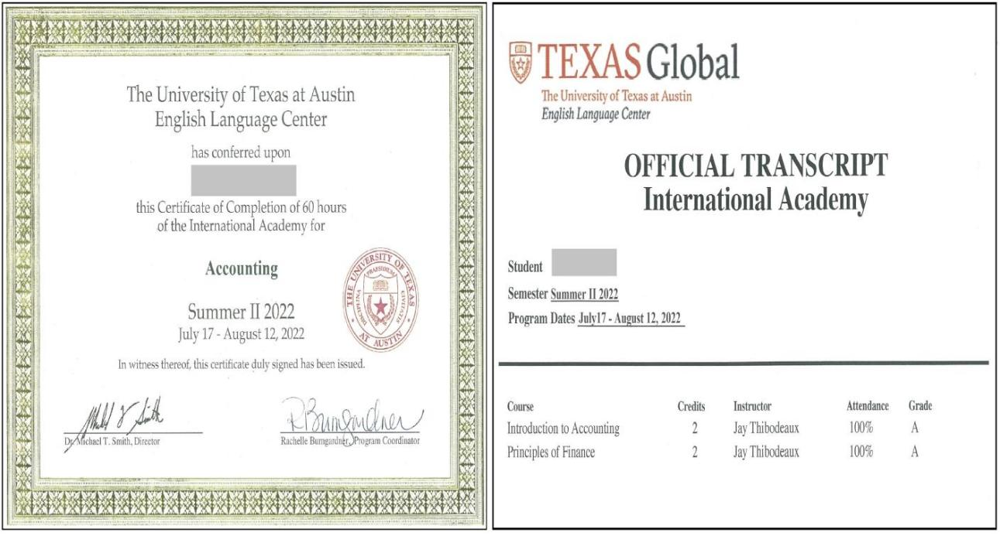 The University of Texas at Austin
English Language Center
has conferred upon
this Certificate of Completion of 60 hours
of the International Academy for
Accounting
THE UNIVERSITY OF TEXAS
AT AUSTIN
PRAESIDIUM
DISCIPLINA
CIVITATIS
Summer II 2022
July 17 - August 12, 2022
In witness thereof, this certificate duly signed has been issued.
Michael T. Smith
RBumgardner
Dr. Michael T. Smith, Director
Rachelle Bumgardner, Program Coordinator
TEXAS Global
The University of Texas at Austin
English Language Center
OFFICIAL TRANSCRIPT
International Academy
Student
Semester Summer II 2022
Program Dates July17 - August 12, 2022
Course Credits Instructor Attendance Grade
Introduction to Accounting 2 Jay Thibodeaux 100% A
Principles of Finance 2 Jay Thibodeaux 100% A